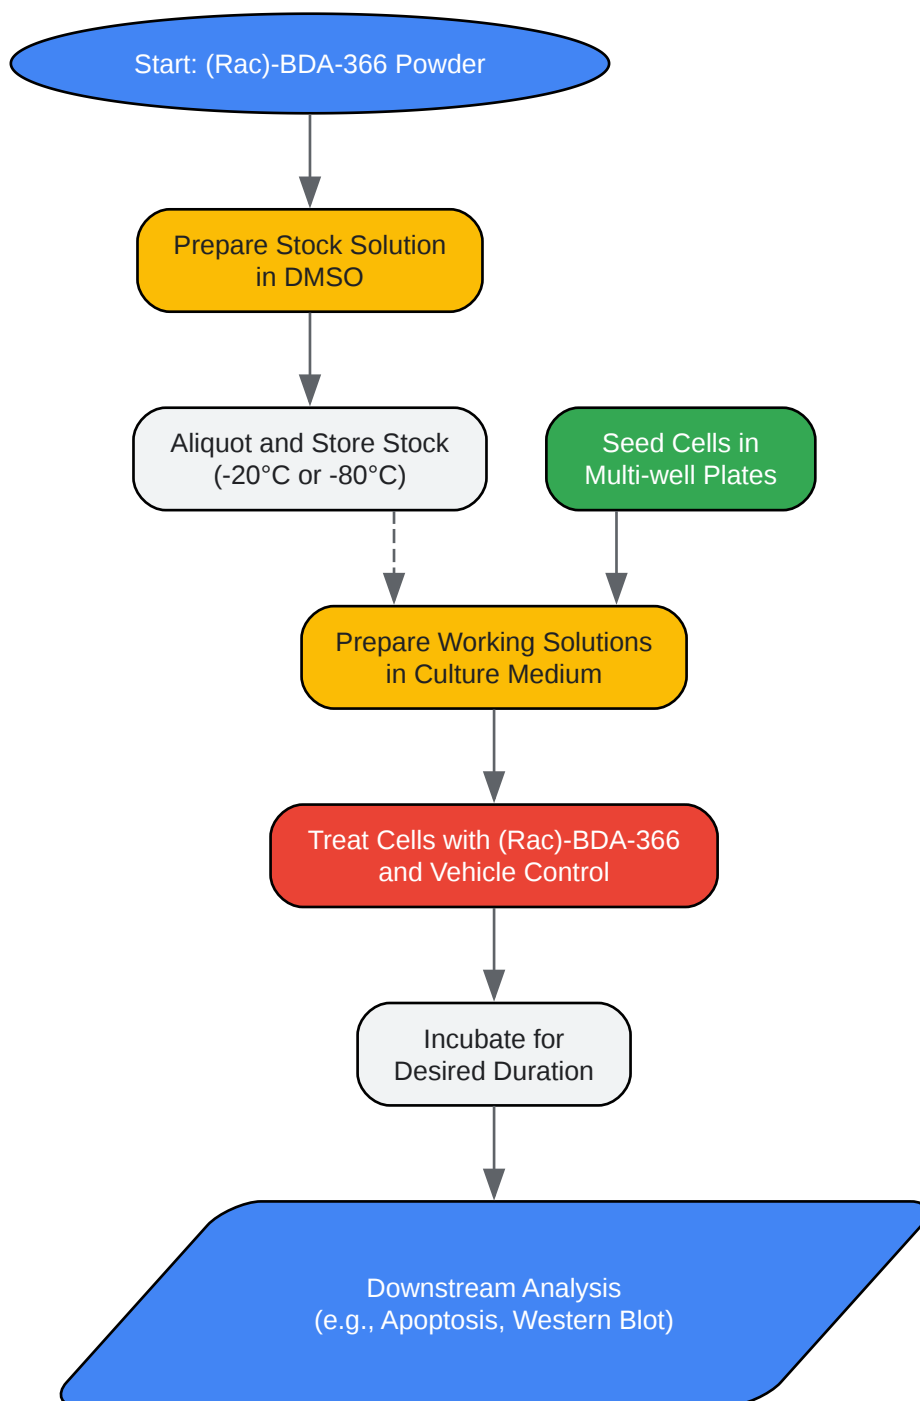 Start: (Rac)-BDA-366 Powder
Prepare Stock Solution
in DMSO
Aliquot and Store Stock
(-20°C or -80°C)
Seed Cells in
Multi-well Plates
Prepare Working Solutions
in Culture Medium
Treat Cells with (Rac)-BDA-366
and Vehicle Control
Incubate for
Desired Duration
Downstream Analysis
(e.g., Apoptosis, Western Blot)